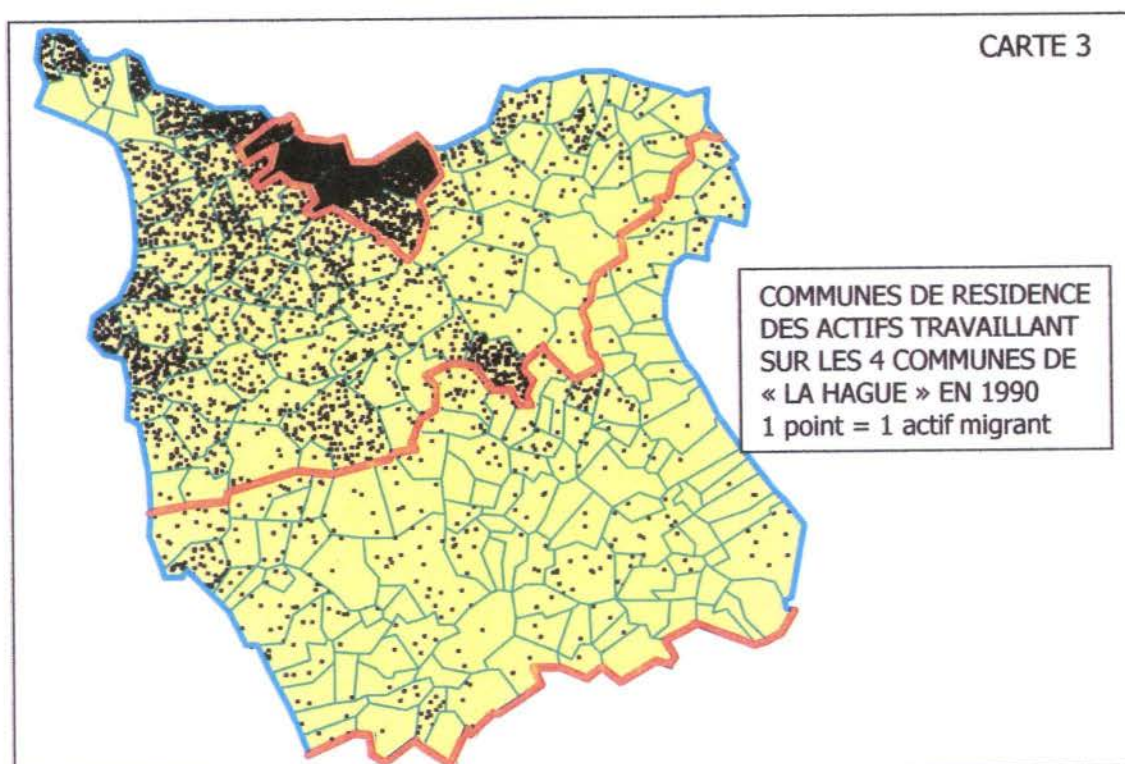 CARTE 3
COMMUNES DE RESIDENCE
DES ACTIFS TRAVAILLANT
SUR LES 4 COMMUNES DE
« LA HAGUE » EN 1990
1 point = 1 actif migrant